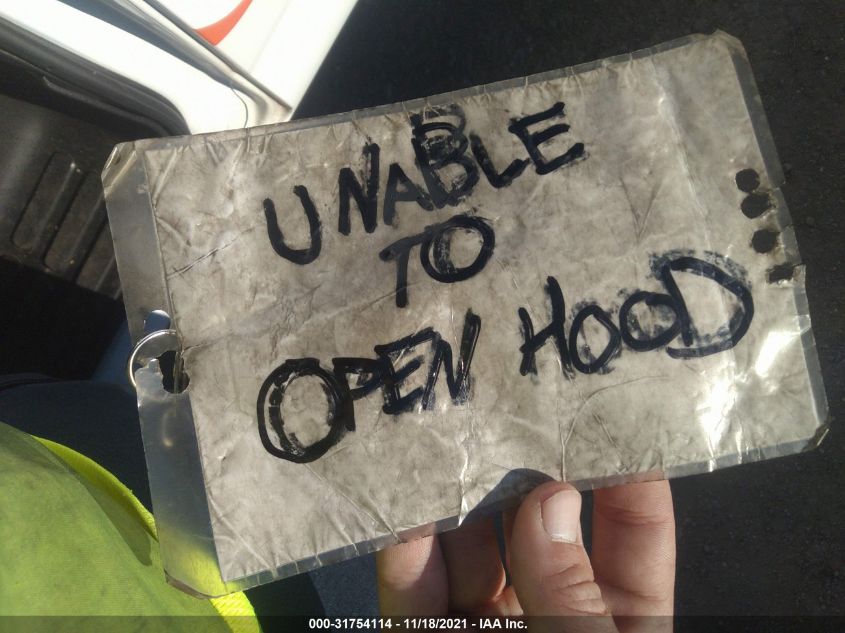 UNABLE
TO
OPEN HOOD
000-31754114 - 11/18/2021 - IAA Inc.